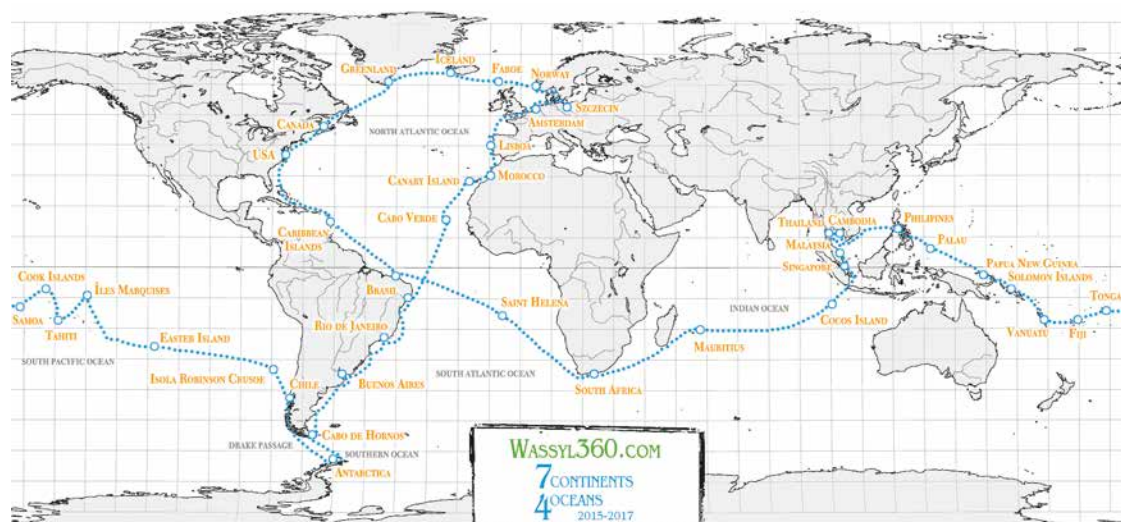 Iceland
Greenland
Faroe
Norway
Szczecin
Amsterdam
Canada
North Atlantic Ocean
USA
Lisboa
Canary Island
Morocco
Cabo Verde
Caribbean
Islands
Thailand
Cambodia
Philipines
Malaysia
Palau
Singapore
Papua New Guinea
Solomon Islands
Cook Islands
Îles Marquises
Brasil
Saint Helena
Indian Ocean
Tonga
Samoa
Tahiti
Rio de Janeiro
Cocos Island
Vanuatu
Fiji
Easter Island
Mauritius
South Pacific Ocean
Isola Robinson Crusoe
South Atlantic Ocean
Chile
Buenos Aires
South Africa
Cabo de Hornos
Drake Passage
Southern Ocean
Antarctica
Wassyl360.com
7 continents
4 oceans
2015-2017